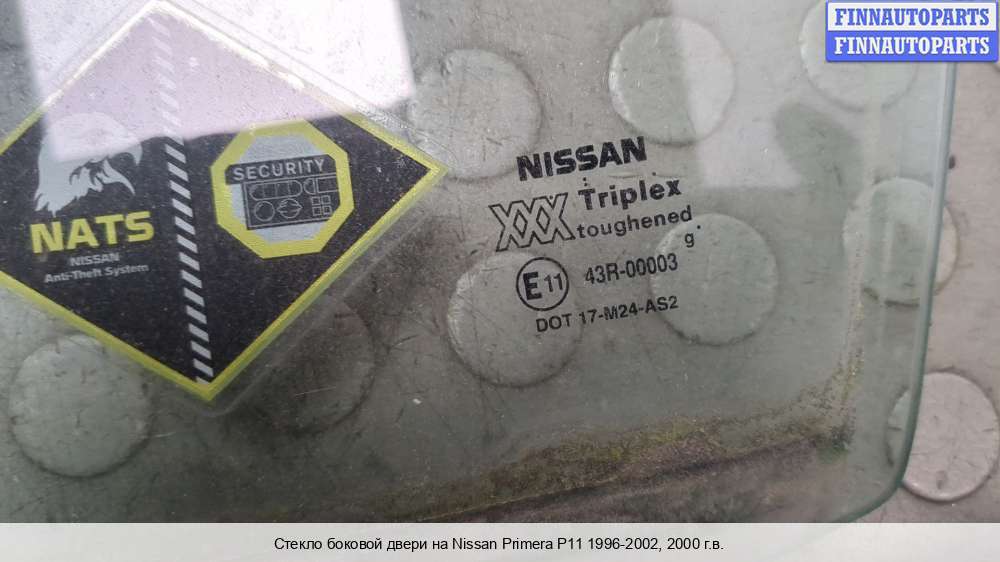 FINNAUTOPARTS
FINNAUTOPARTS
SECURITY
NATS
NISSAN
Anti-Theft System
NISSAN
XXX Triplex
toughened
g
E11 43R-00003
DOT 17-M24-AS2
Стекло боковой двери на Nissan Primera P11 1996-2002, 2000 г.в.